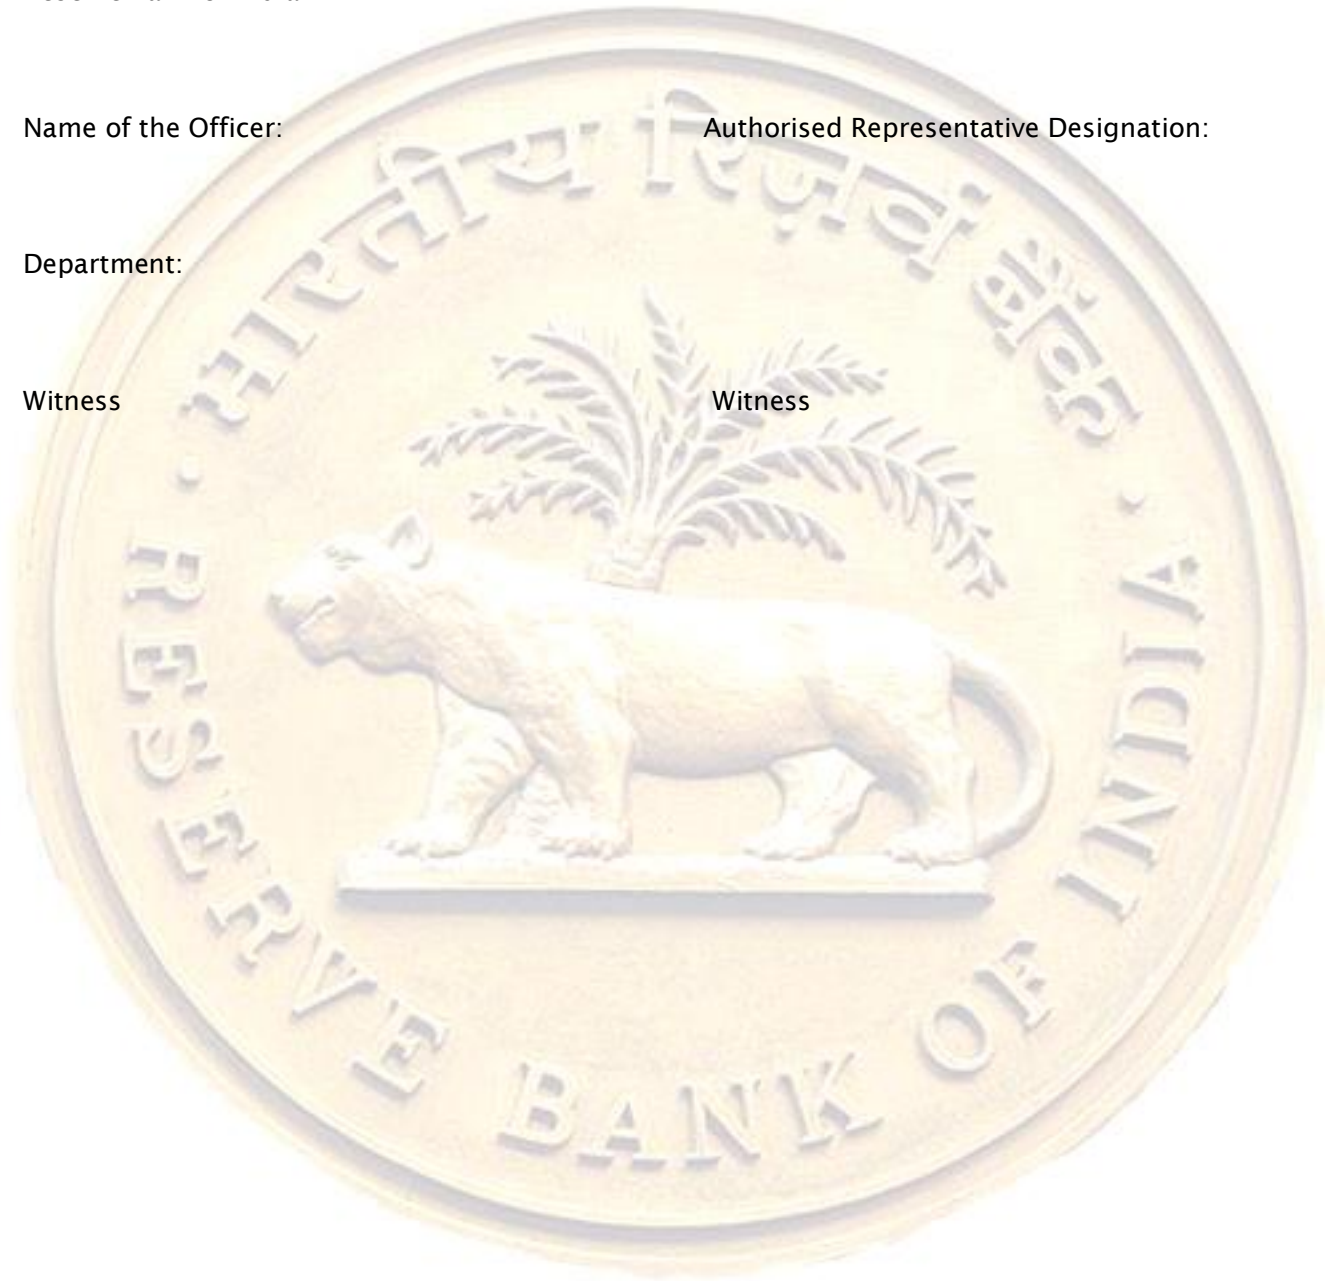 Name of the Officer: Authorised Representative Designation:
Department:
Witness Witness
भारतीय रिज़र्व बैंक
RESERVE BANK OF INDIA